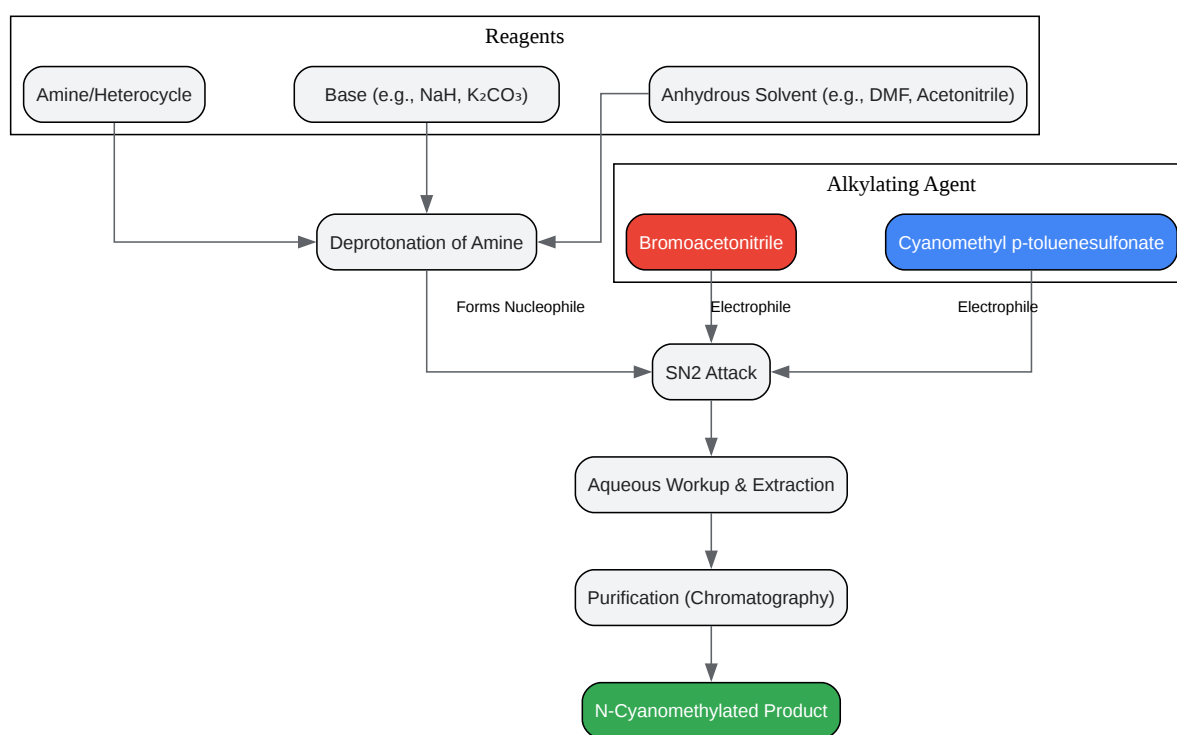 Reagents
Amine/Heterocycle
Base (e.g., NaH, K₂CO₃)
Anhydrous Solvent (e.g., DMF, Acetonitrile)
Alkylating Agent
Deprotonation of Amine
Bromoacetonitrile
Cyanomethyl p-toluenesulfonate
Forms Nucleophile
Electrophile
Electrophile
SN2 Attack
Aqueous Workup & Extraction
Purification (Chromatography)
N-Cyanomethylated Product